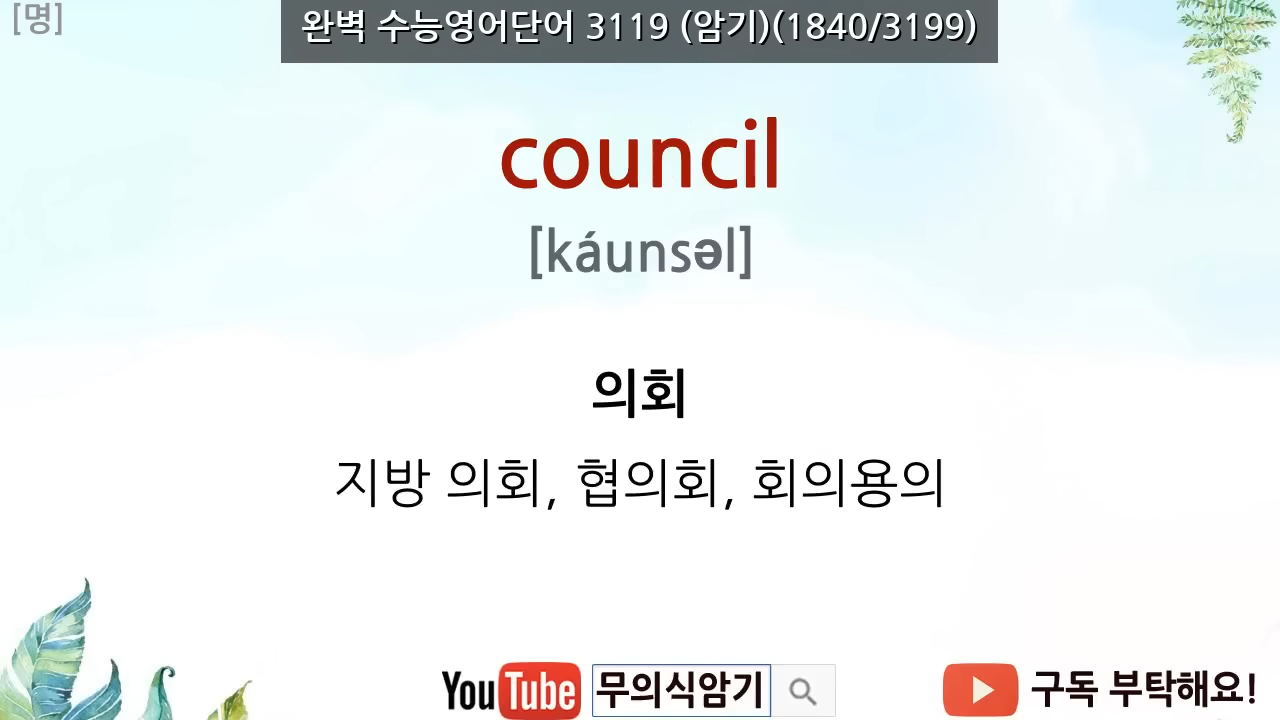 [명]
완벽 수능영어단어 3119 (암기)(1840/3199)
council
[káunsəl]
의회
지방 의회, 협의회, 회의용의
YouTube 무의식암기
구독 부탁해요!